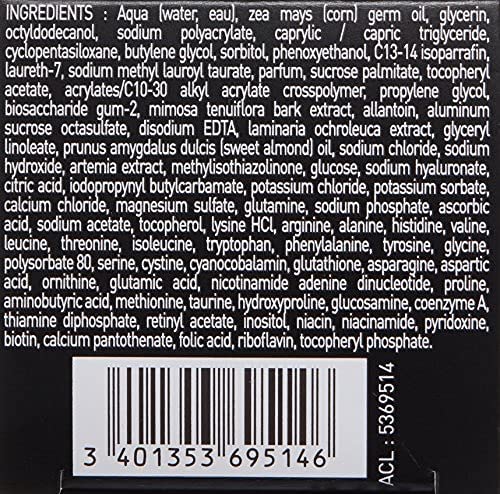 INGREDIENTS : Aqua (water, eau), zea mays (corn) germ oil, glycerin,
octyldodecanol, sodium polyacrylate, caprylic / capric triglyceride,
cyclopentasiloxane, butylene glycol, sorbitol, phenoxyethanol, C13-14 isoparrafin,
laureth-7, sodium methyl lauroyl taurate, parfum, sucrose palmitate, tocopheryl
acetate, acrylates/C10-30 alkyl acrylate crosspolymer, propylene glycol,
biosaccharide gum-2, mimosa tenuiflora bark extract, allantoin, aluminum
sucrose octasulfate, disodium EDTA, laminaria ochroleuca extract, glyceryl
linoleate, prunus amygdalus dulcis (sweet almond) oil, sodium chloride, sodium
hydroxide, artemia extract, methylisothiazolinone, glucose, sodium hyaluronate,
citric acid, iodopropynyl butylcarbamate, potassium chloride, potassium sorbate,
calcium chloride, magnesium sulfate, glutamine, sodium phosphate, ascorbic
acid, sodium acetate, tocopherol, lysine HCl, arginine, alanine, histidine, valine,
leucine, threonine, isoleucine, tryptophan, phenylalanine, tyrosine, glycine,
polysorbate 80, serine, cystine, cyanocobalamin, glutathione, asparagine, aspartic
acid, ornithine, glutamic acid, nicotinamide adenine dinucleotide, proline,
aminobutyric acid, methionine, taurine, hydroxyproline, glucosamine, coenzyme A,
thiamine diphosphate, retinyl acetate, inositol, niacin, niacinamide, pyridoxine,
biotin, calcium pantothenate, folic acid, riboflavin, tocopheryl phosphate.
3 401353 695146
ACL : 5369514